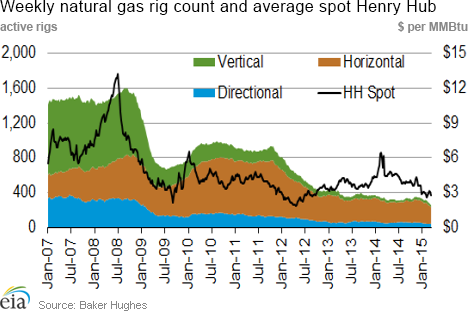 Weekly natural gas rig count and average spot Henry Hub
active rigs $ per MMBtu
2,000 $15
Vertical Horizontal
1,600 $12
Directional HH Spot
1,200 $9
800 $6
400 $3
0 $0
Jan-07 Jul-07 Jan-08 Jul-08 Jan-09 Jul-09 Jan-10 Jul-10 Jan-11 Jul-11 Jan-12 Jul-12 Jan-13 Jul-13 Jan-14 Jul-14 Jan-15
eia Source: Baker Hughes